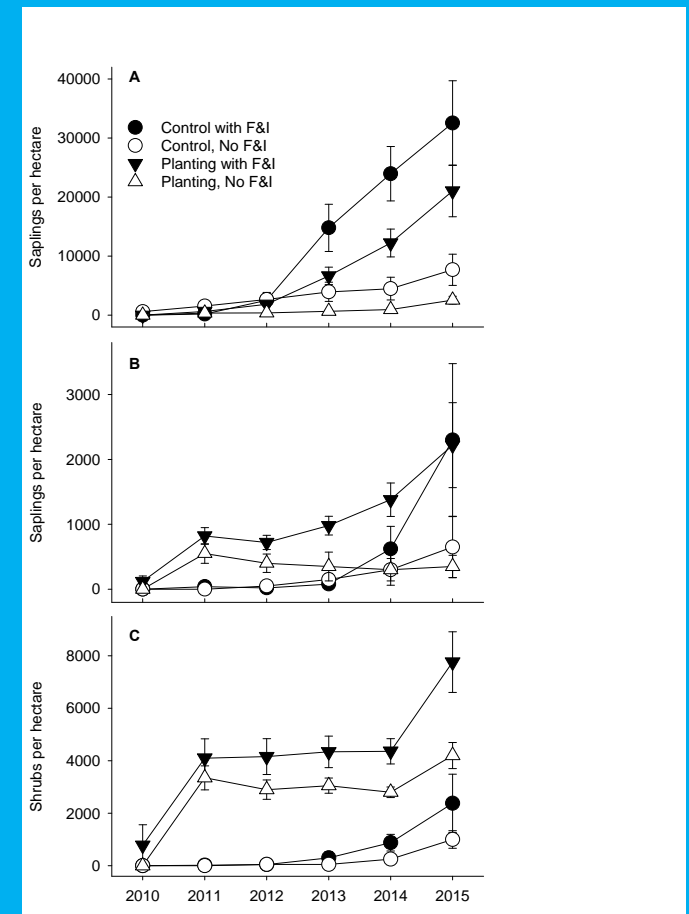 A
40000
30000
20000
10000
0
Saplings per hectare
Control with F&I
Control, No F&I
Planting with F&I
Planting, No F&I
B
3000
2000
1000
0
Saplings per hectare
C
8000
6000
4000
2000
0
Shrubs per hectare
2010 2011 2012 2013 2014 2015